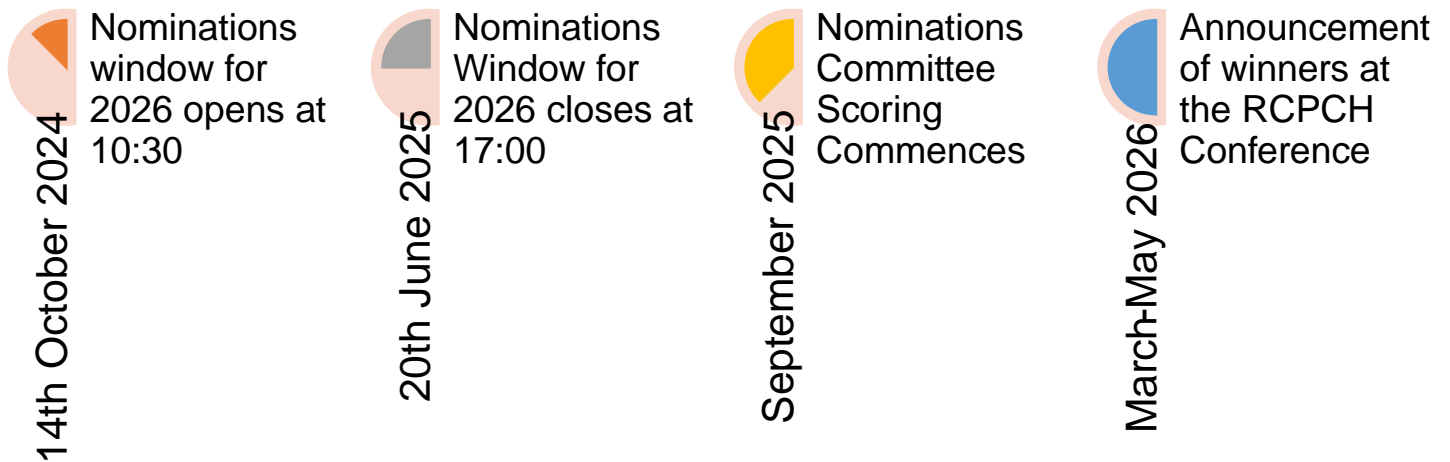 14th October 2024
Nominations
window for
2026 opens at
10:30
20th June 2025
Nominations
Window for
2026 closes at
17:00
September 2025
Nominations
Committee
Scoring
Commences
March-May 2026
Announcement
of winners at
the RCPCH
Conference